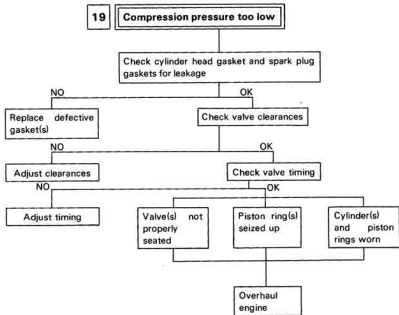 19 Compression pressure too low
Check cylinder head gasket and spark plug
gaskets for leakage
NO OK
Replace defective
gasket(s)
Check valve clearances
NO OK
Adjust clearances
Check valve timing
NO OK
Adjust timing
Valve(s) not
properly
seated
Piston ring(s)
seized up
Cylinder(s)
and piston
rings worn
Overhaul
engine